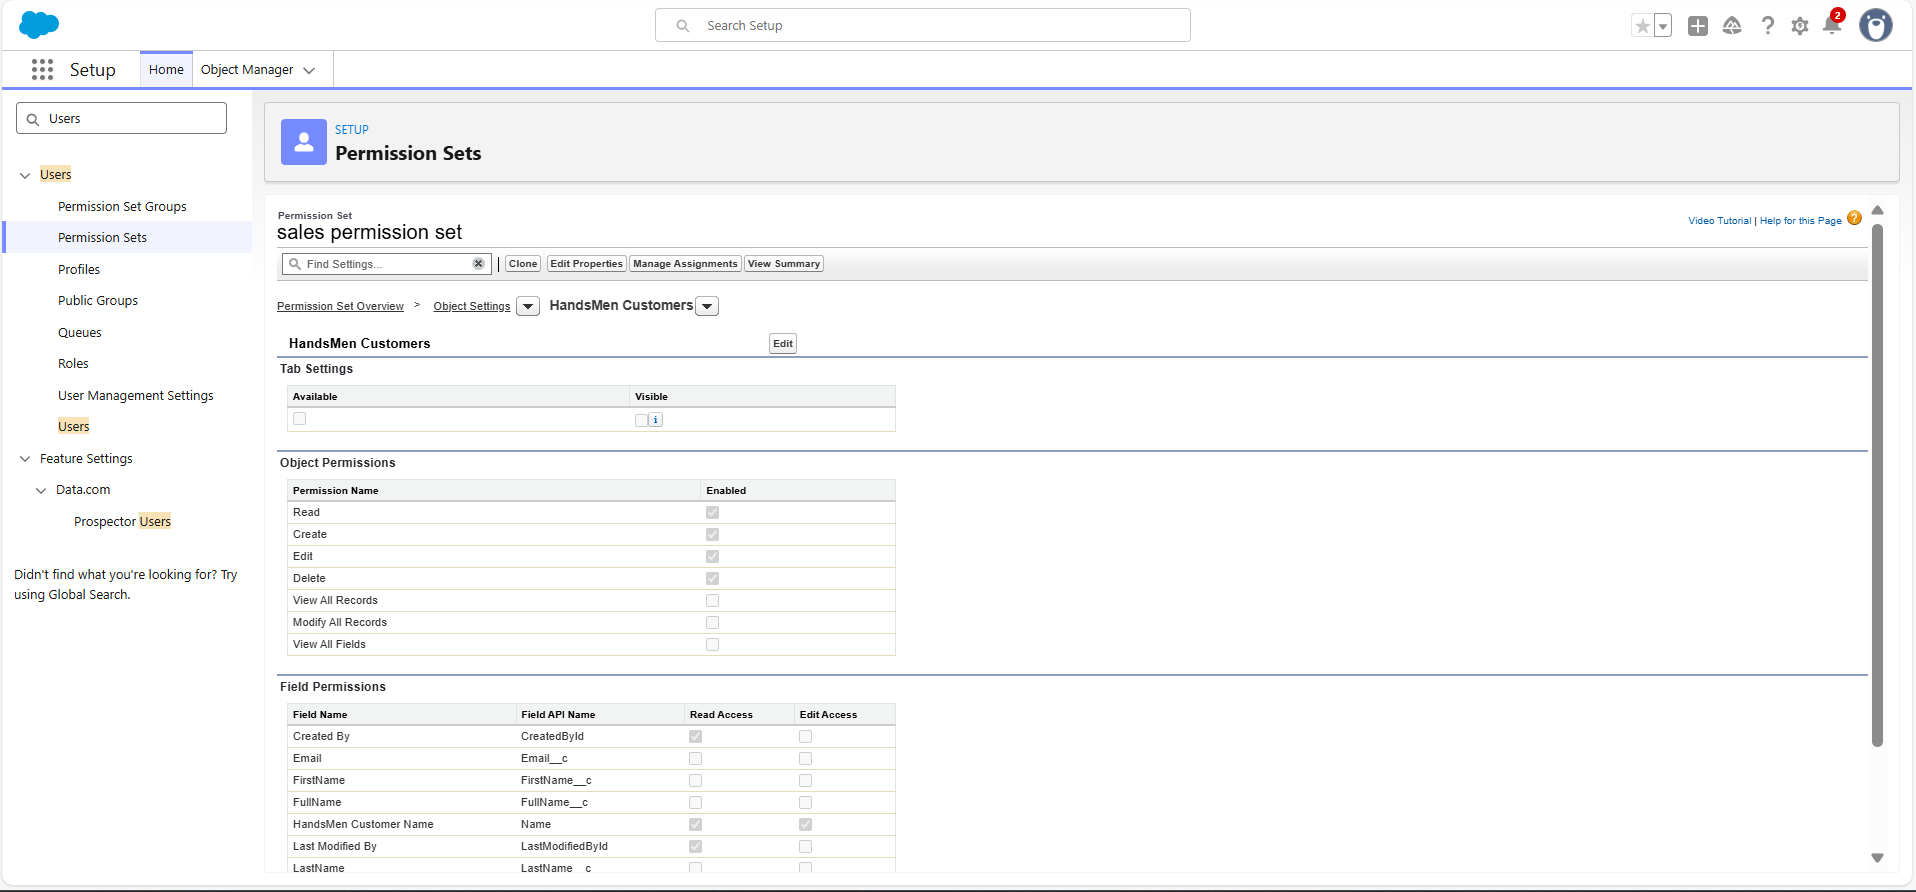 Search Setup
2
Setup
Home
Object Manager
Users
Users
Permission Set Groups
Permission Sets
Profiles
Public Groups
Queues
Roles
User Management Settings
Users
Feature Settings
Data.com
Prospector Users
Didn't find what you're looking for? Try
using Global Search.
SETUP
Permission Sets
Permission Set
sales permission set
Video Tutorial | Help for this Page ?
Find Settings...
Clone
Edit Properties
Manage Assignments
View Summary
Permission Set Overview > Object Settings HandsMen Customers
HandsMen Customers
Edit
Tab Settings
Available Visible
i
Object Permissions
Permission Name Enabled
Read
Create
Edit
Delete
View All Records
Modify All Records
View All Fields
Field Permissions
Field Name Field API Name Read Access Edit Access
Created By CreatedById
Email Email__c
FirstName FirstName__c
FullName FullName__c
HandsMen Customer Name Name
Last Modified By LastModifiedById
LastName LastName__c